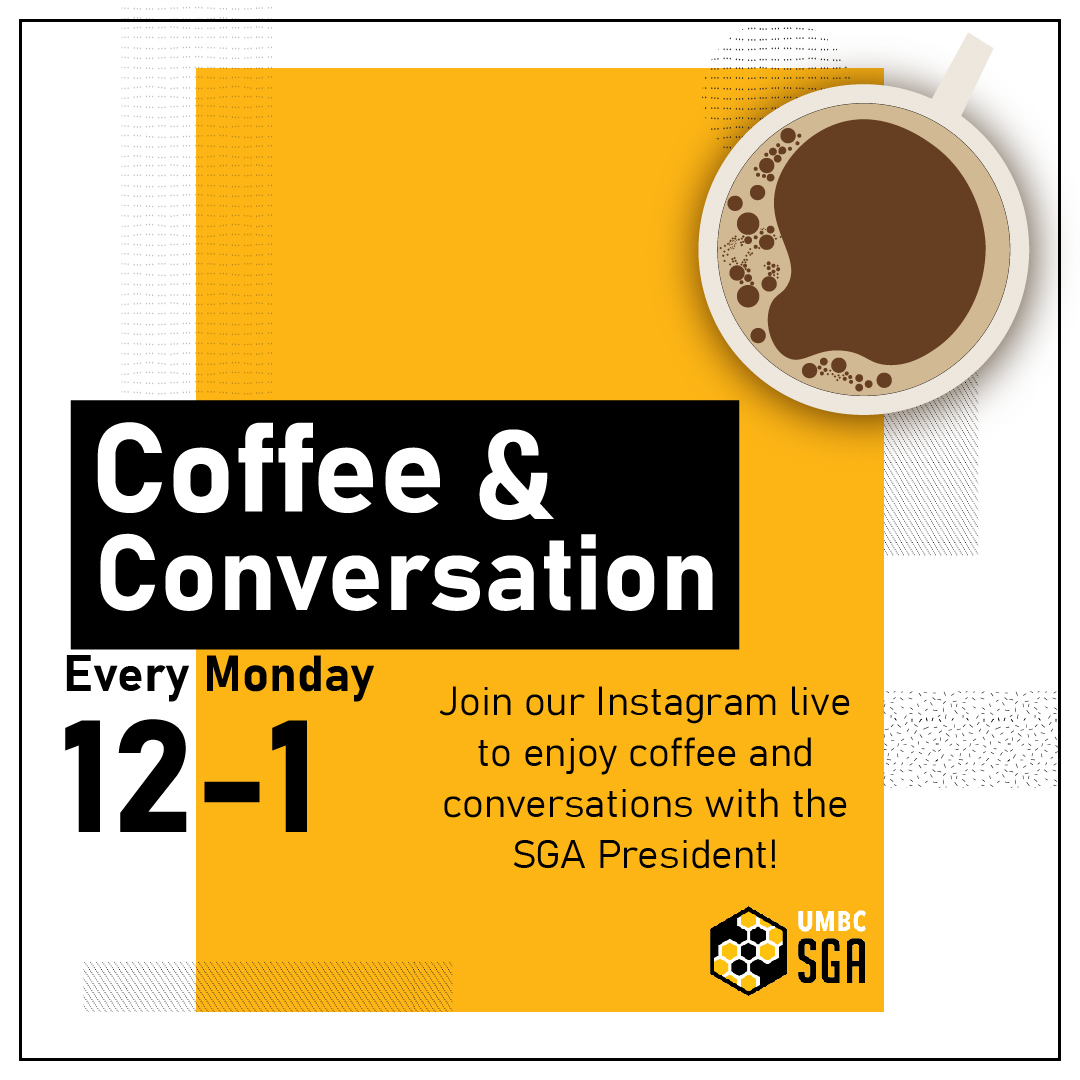 Coffee &
Conversation
Every Monday
12-1
Join our Instagram live
to enjoy coffee and
conversations with the
SGA President!
UMBC
SGA